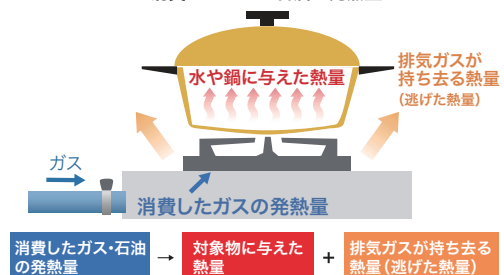 水や鍋に与えた熱量
排気ガスが
持ち去る熱量
(逃げた熱量)
ガス
消費したガスの発熱量
消費したガス・石油
の発熱量
→
対象物に与えた
熱量
+
排気ガスが持ち去る
熱量(逃げた熱量)